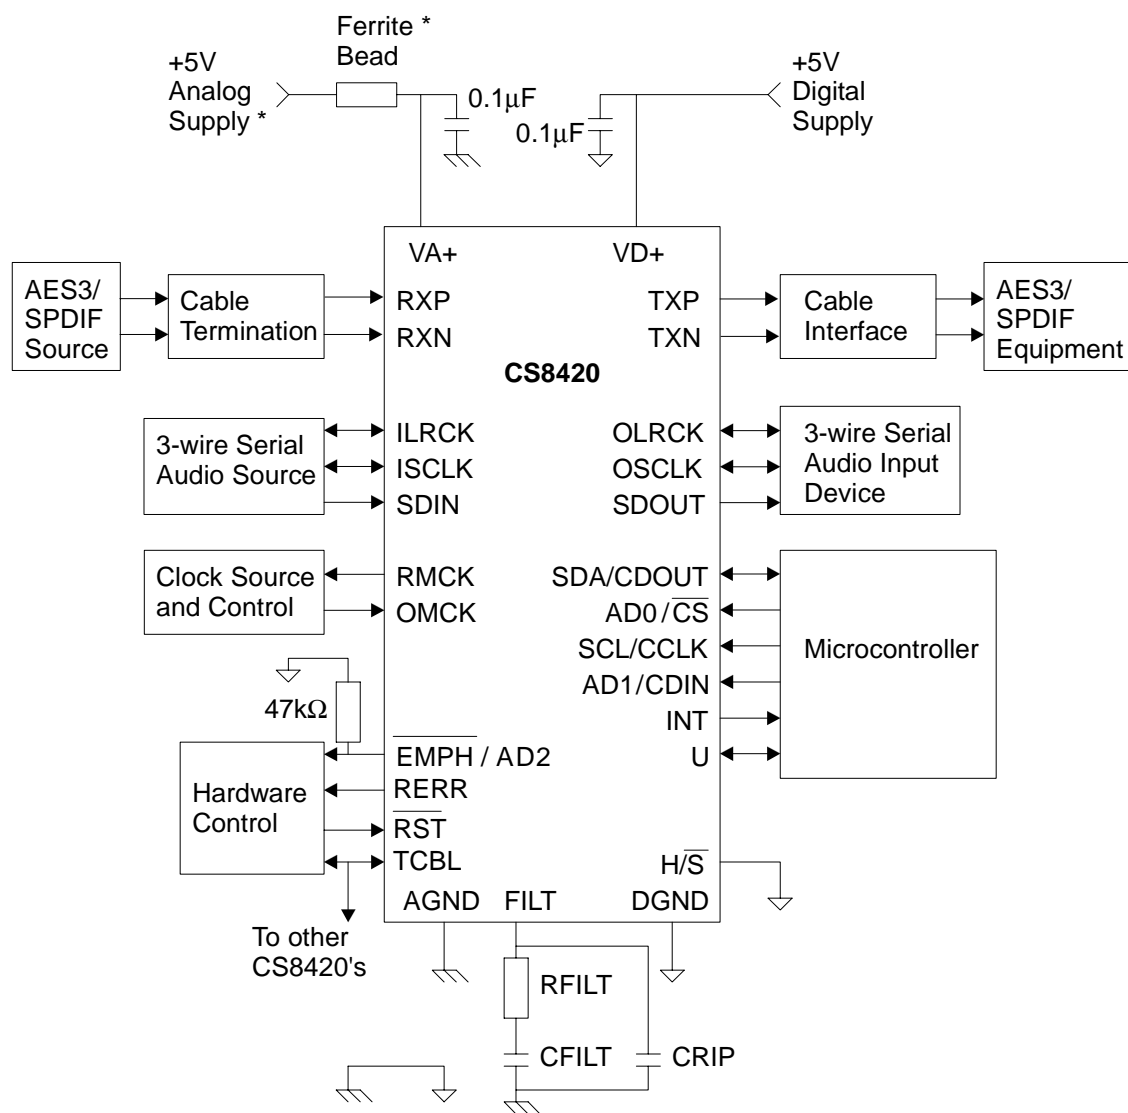 Ferrite *
Bead
+5V
Analog
Supply *
0.1μF
0.1μF
+5V
Digital
Supply
VA+
VD+
AES3/
SPDIF
Source
Cable
Termination
RXP
RXN
TXP
TXN
Cable
Interface
AES3/
SPDIF
Equipment
CS8420
3-wire Serial
Audio Source
ILRCK
ISCLK
SDIN
OLRCK
OSCLK
SDOUT
3-wire Serial
Audio Input
Device
Clock Source
and Control
RMCK
OMCK
SDA/CDOUT
AD0/C̅S̅
SCL/CCLK
AD1/CDIN
INT
U
Microcontroller
47kΩ
E̅M̅P̅H̅ / AD2
RERR
R̅S̅T̅
TCBL
Hardware
Control
H/S̅
AGND
FILT
DGND
To other
CS8420's
RFILT
CFILT
CRIP